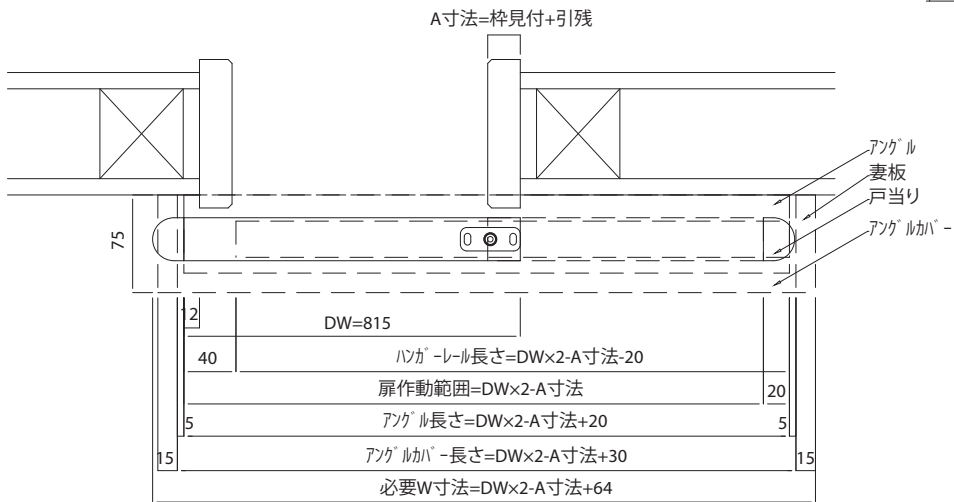 A寸法=枠見付+引残
ｱﾝｸﾞﾙ
妻板
戸当り
ｱﾝｸﾞﾙｶﾊﾞｰ
75
12
DW=815
40
ﾊﾝｶﾞｰﾚｰﾙ長さ=DW×2-A寸法-20
扉作動範囲=DW×2-A寸法
20
5
ｱﾝｸﾞﾙ長さ=DW×2-A寸法+20
5
15
ｱﾝｸﾞﾙｶﾊﾞｰ長さ=DW×2-A寸法+30
15
必要W寸法=DW×2-A寸法+64